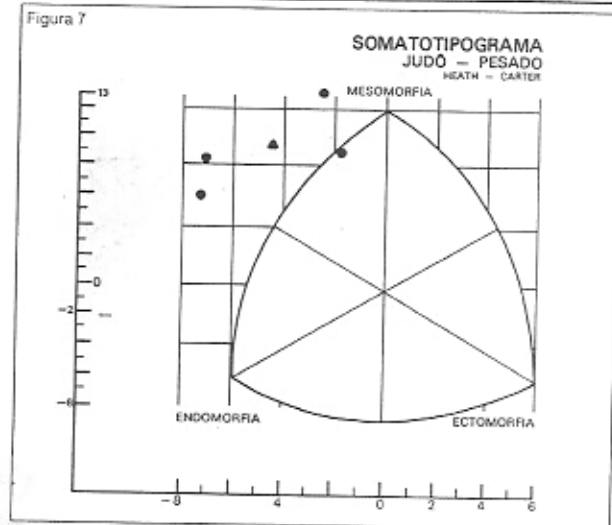 Figura 7
SOMATOTIPOGRAMA
JUDÔ — PESADO
HEATH — CARTER
MESOMORFIA
13
0
-2
-6
ENDOMORFIA
ECTOMORFIA
-8
4
0
2
4
6